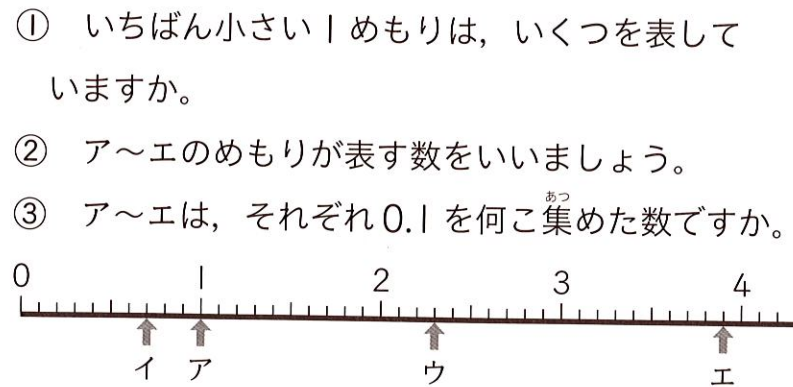 ① いちばん小さい1めもりは，いくつを表して
いますか。
② ア～エのめもりが表す数をいいましょう。
③ ア～エは，それぞれ0.1を何こ集めた数ですか。
あつ
0 1 2 3 4
イ ア ウ エ